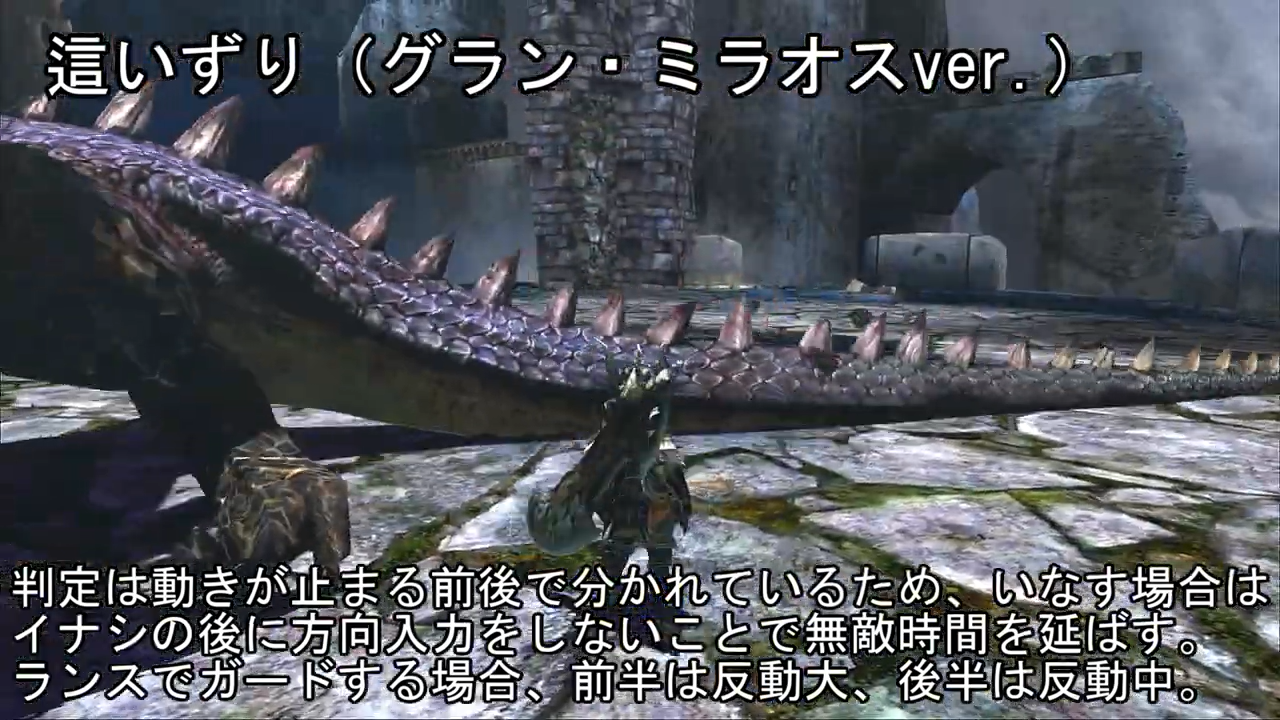 這いずり（グラン・ミラオスver.）
判定は動きが止まる前後で分かれているため、いなす場合は
イナシの後に方向入力をしないことで無敵時間を延ばす。
ランスでガードする場合、前半は反動大、後半は反動中。